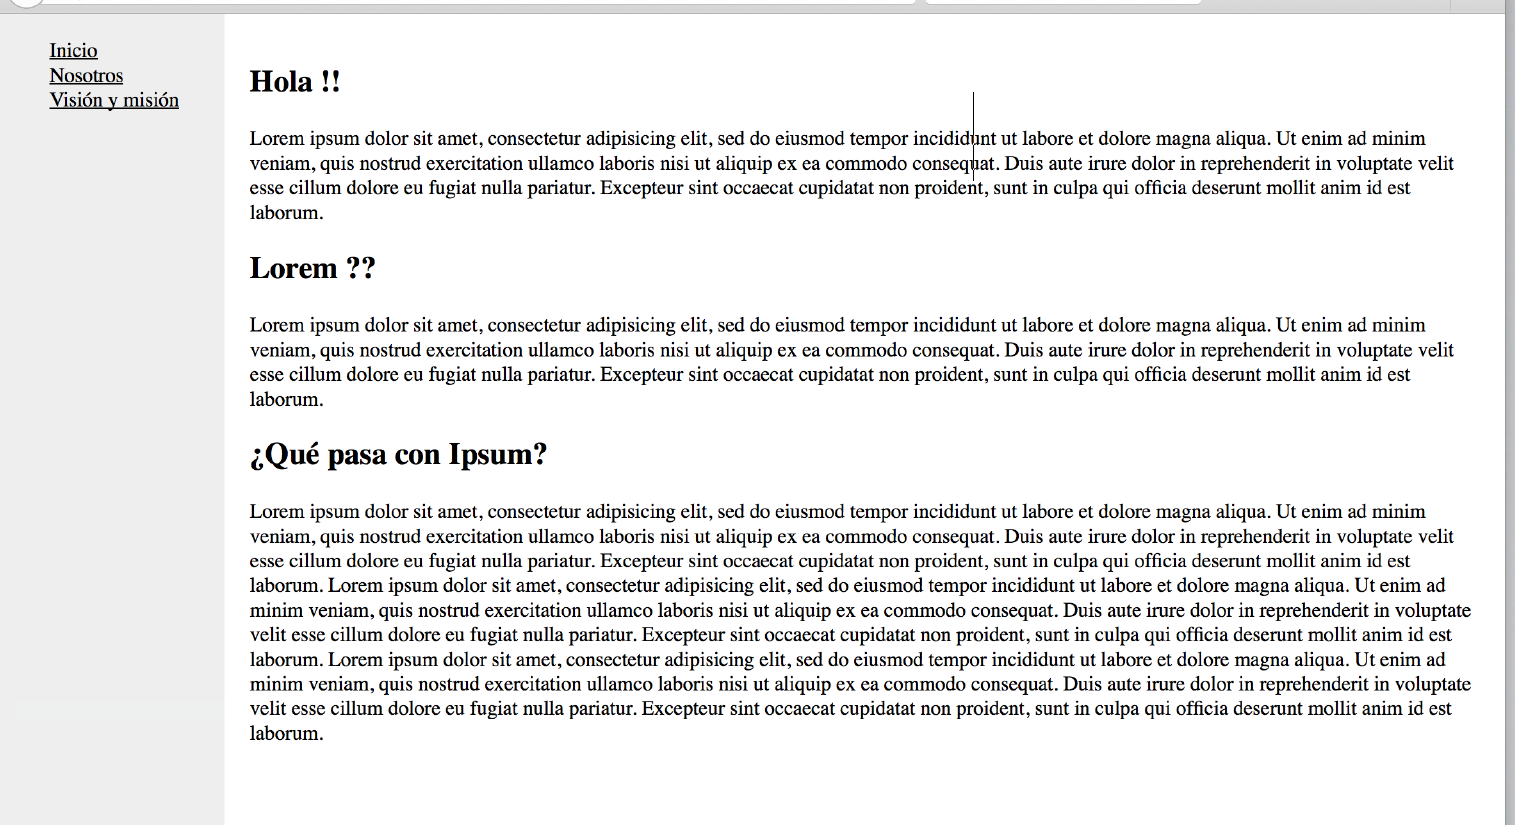 Inicio
Nosotros
Visión y misión
Hola !!
Lorem ipsum dolor sit amet, consectetur adipisicing elit, sed do eiusmod tempor incididunt ut labore et dolore magna aliqua. Ut enim ad minim
veniam, quis nostrud exercitation ullamco laboris nisi ut aliquip ex ea commodo consequat. Duis aute irure dolor in reprehenderit in voluptate velit
esse cillum dolore eu fugiat nulla pariatur. Excepteur sint occaecat cupidatat non proident, sunt in culpa qui officia deserunt mollit anim id est
laborum.
Lorem ??
Lorem ipsum dolor sit amet, consectetur adipisicing elit, sed do eiusmod tempor incididunt ut labore et dolore magna aliqua. Ut enim ad minim
veniam, quis nostrud exercitation ullamco laboris nisi ut aliquip ex ea commodo consequat. Duis aute irure dolor in reprehenderit in voluptate velit
esse cillum dolore eu fugiat nulla pariatur. Excepteur sint occaecat cupidatat non proident, sunt in culpa qui officia deserunt mollit anim id est
laborum.
¿Qué pasa con Ipsum?
Lorem ipsum dolor sit amet, consectetur adipisicing elit, sed do eiusmod tempor incididunt ut labore et dolore magna aliqua. Ut enim ad minim
veniam, quis nostrud exercitation ullamco laboris nisi ut aliquip ex ea commodo consequat. Duis aute irure dolor in reprehenderit in voluptate velit
esse cillum dolore eu fugiat nulla pariatur. Excepteur sint occaecat cupidatat non proident, sunt in culpa qui officia deserunt mollit anim id est
laborum. Lorem ipsum dolor sit amet, consectetur adipisicing elit, sed do eiusmod tempor incididunt ut labore et dolore magna aliqua. Ut enim ad
minim veniam, quis nostrud exercitation ullamco laboris nisi ut aliquip ex ea commodo consequat. Duis aute irure dolor in reprehenderit in voluptate
velit esse cillum dolore eu fugiat nulla pariatur. Excepteur sint occaecat cupidatat non proident, sunt in culpa qui officia deserunt mollit anim id est
laborum. Lorem ipsum dolor sit amet, consectetur adipisicing elit, sed do eiusmod tempor incididunt ut labore et dolore magna aliqua. Ut enim ad
minim veniam, quis nostrud exercitation ullamco laboris nisi ut aliquip ex ea commodo consequat. Duis aute irure dolor in reprehenderit in voluptate
velit esse cillum dolore eu fugiat nulla pariatur. Excepteur sint occaecat cupidatat non proident, sunt in culpa qui officia deserunt mollit anim id est
laborum.